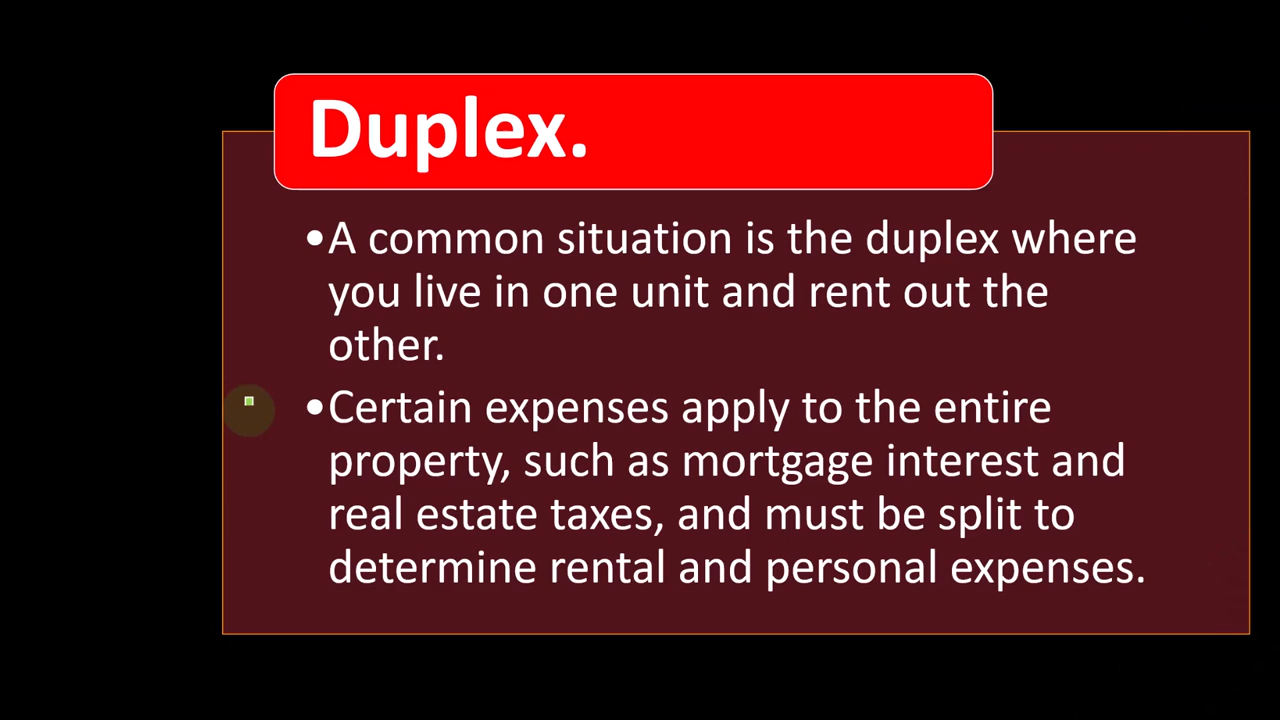 Duplex.
•A common situation is the duplex where
you live in one unit and rent out the
other.
•Certain expenses apply to the entire
property, such as mortgage interest and
real estate taxes, and must be split to
determine rental and personal expenses.